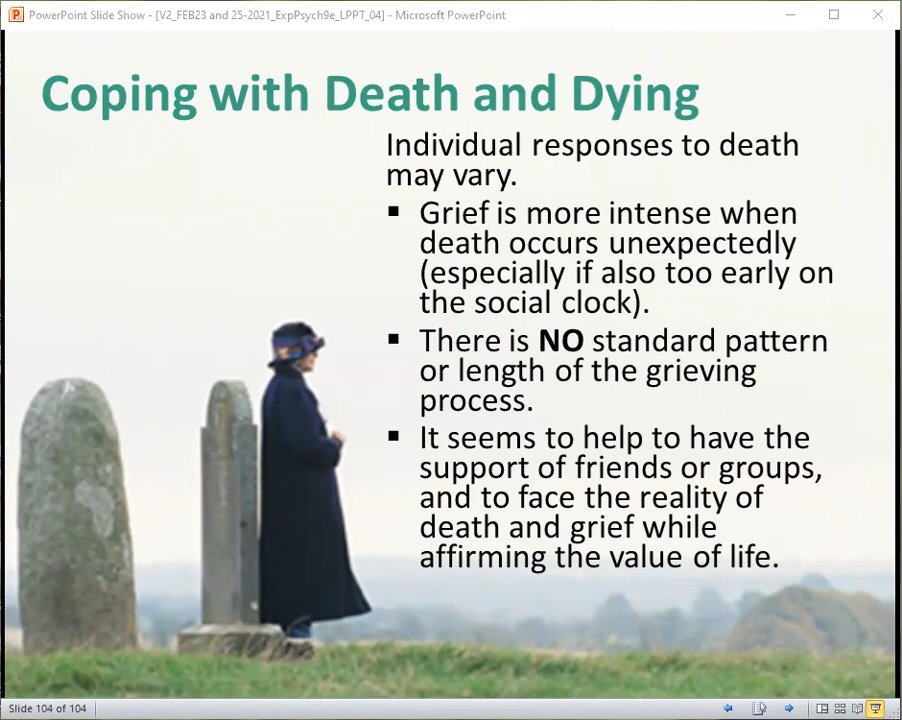 PowerPoint Slide Show - [V2_FEB23 and 25-2021_ExpPsych9e_LPPT_04] - Microsoft PowerPoint
Coping with Death and Dying
Individual responses to death
may vary.
▪ Grief is more intense when
death occurs unexpectedly
(especially if also too early on
the social clock).
▪ There is NO standard pattern
or length of the grieving
process.
▪ It seems to help to have the
support of friends or groups,
and to face the reality of
death and grief while
affirming the value of life.
Slide 104 of 104